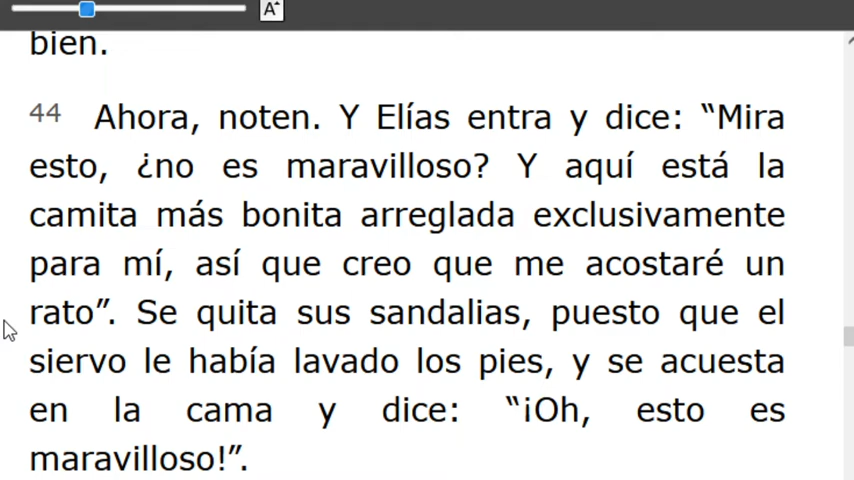 A
bien.
44 Ahora, noten. Y Elías entra y dice: “Mira
esto, ¿no es maravilloso? Y aquí está la
camita más bonita arreglada exclusivamente
para mí, así que creo que me acostaré un
rato”. Se quita sus sandalias, puesto que el
siervo le había lavado los pies, y se acuesta
en la cama y dice: “¡Oh, esto es
maravilloso!”.